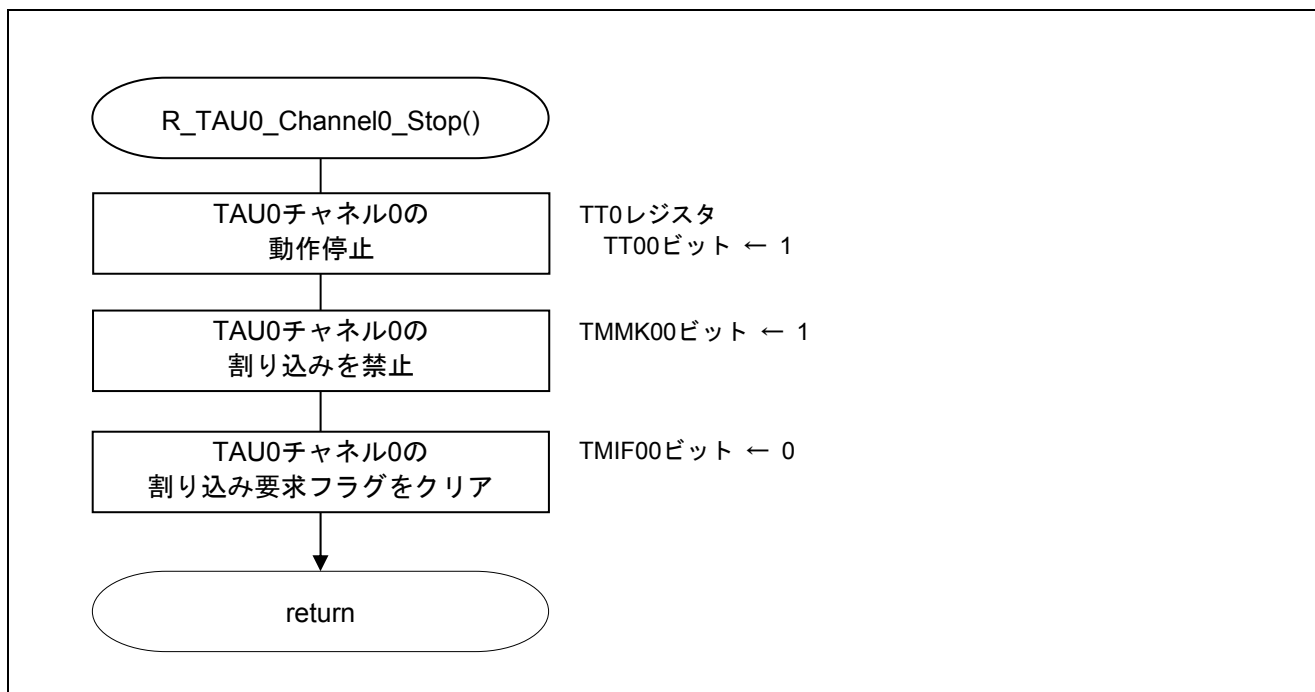 R_TAU0_Channel0_Stop()
TAU0チャネル0の
動作停止
TT0レジスタ
TT00ビット ← 1
TAU0チャネル0の
割り込みを禁止
TMMK00ビット ← 1
TAU0チャネル0の
割り込み要求フラグをクリア
TMIF00ビット ← 0
return